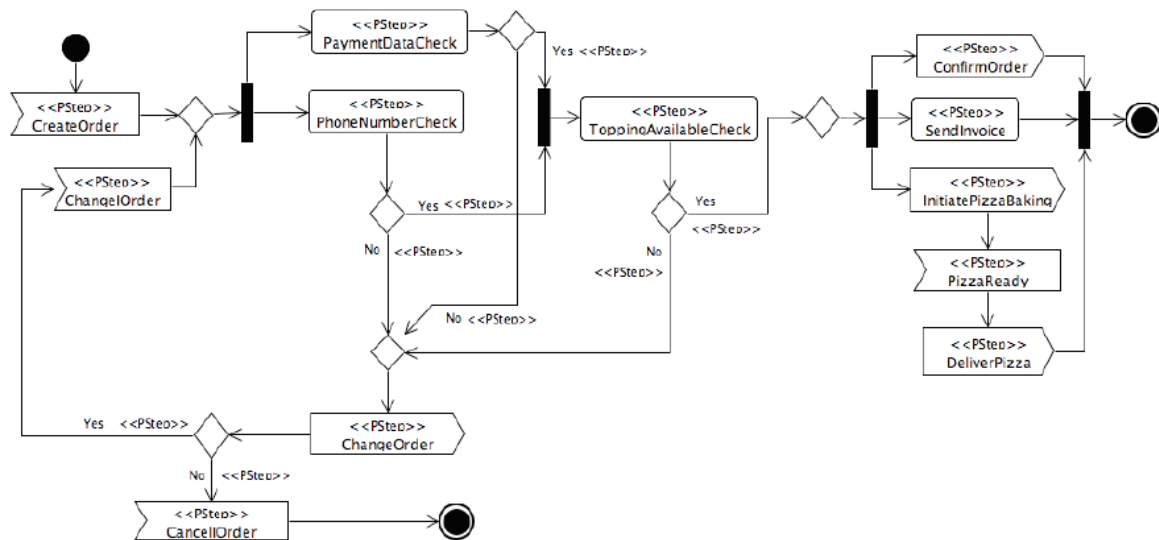 <<PStep>>
PaymentDataCheck
Yes <<PStep>>
<<PStep>>
ConfirmOrder
<<PStep>>
CreateOrder
<<PStep>>
PhoneNumberCheck
<<PStep>>
ToppingAvailableCheck
<<PStep>>
SendInvoice
<<PStep>>
ChangelOrder
Yes <<PStep>>
Yes
<<PStep>>
<<PStep>>
InitiatePizzaBaking
No <<PStep>>
No
<<PStep>>
<<PStep>>
PizzaReady
No <<PStep>>
<<PStep>>
DeliverPizza
Yes <<PStep>>
<<PStep>>
ChangeOrder
No <<PStep>>
<<PStep>>
CancellOrder